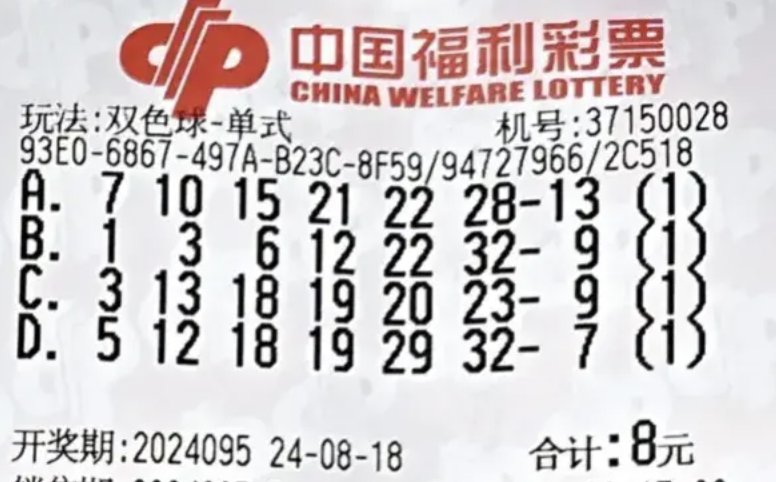 中国福利彩票
CHINA WELFARE LOTTERY
玩法:双色球-单式 机号:37150028
93E0-6867-497A-B23C-8F59/94727966/2C518
A. 7 10 15 21 22 28-13 (1)
B. 1 3 6 12 22 32- 9 (1)
C. 3 13 18 19 20 23- 9 (1)
D. 5 12 18 19 29 32- 7 (1)
开奖期:2024095 24-08-18 合计:8元